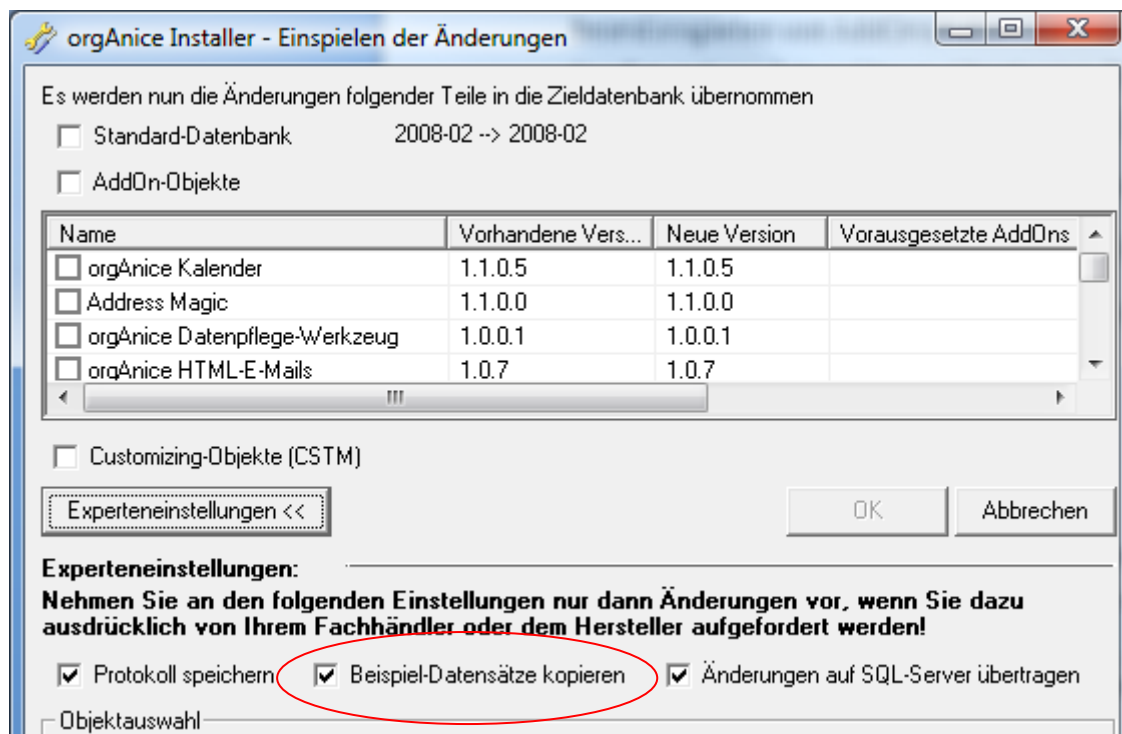 orgAnice Installer - Einspielen der Änderungen
Es werden nun die Änderungen folgender Teile in die Zieldatenbank übernommen
Standard-Datenbank 2008-02 --> 2008-02
AddOn-Objekte
Name Vorhandene Vers... Neue Version Vorausgesetzte AddOns
orgAnice Kalender 1.1.0.5 1.1.0.5
Address Magic 1.1.0.0 1.1.0.0
orgAnice Datenpflege-Werkzeug 1.0.0.1 1.0.0.1
orgAnice HTML-E-Mails 1.0.7 1.0.7
Customizing-Objekte (CSTM)
Experteneinstellungen << OK Abbrechen
Experteneinstellungen:
Nehmen Sie an den folgenden Einstellungen nur dann Änderungen vor, wenn Sie dazu
ausdrücklich von Ihrem Fachhändler oder dem Hersteller aufgefordert werden!
Protokoll speichern Beispiel-Datensätze kopieren Änderungen auf SQL-Server übertragen
Objektauswahl